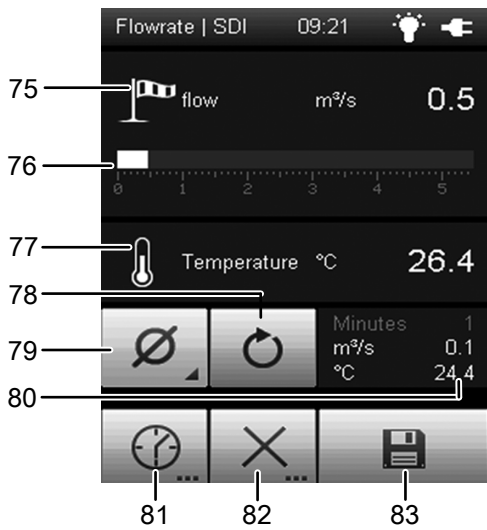 Flowrate | SDI 09:21
75 flow m³/s 0.5
76
0 1 2 3 4 5
77 Temperature °C 26.4
78
Minutes 1
79 m³/s 0.1
80 °C 24.4
81 82 83